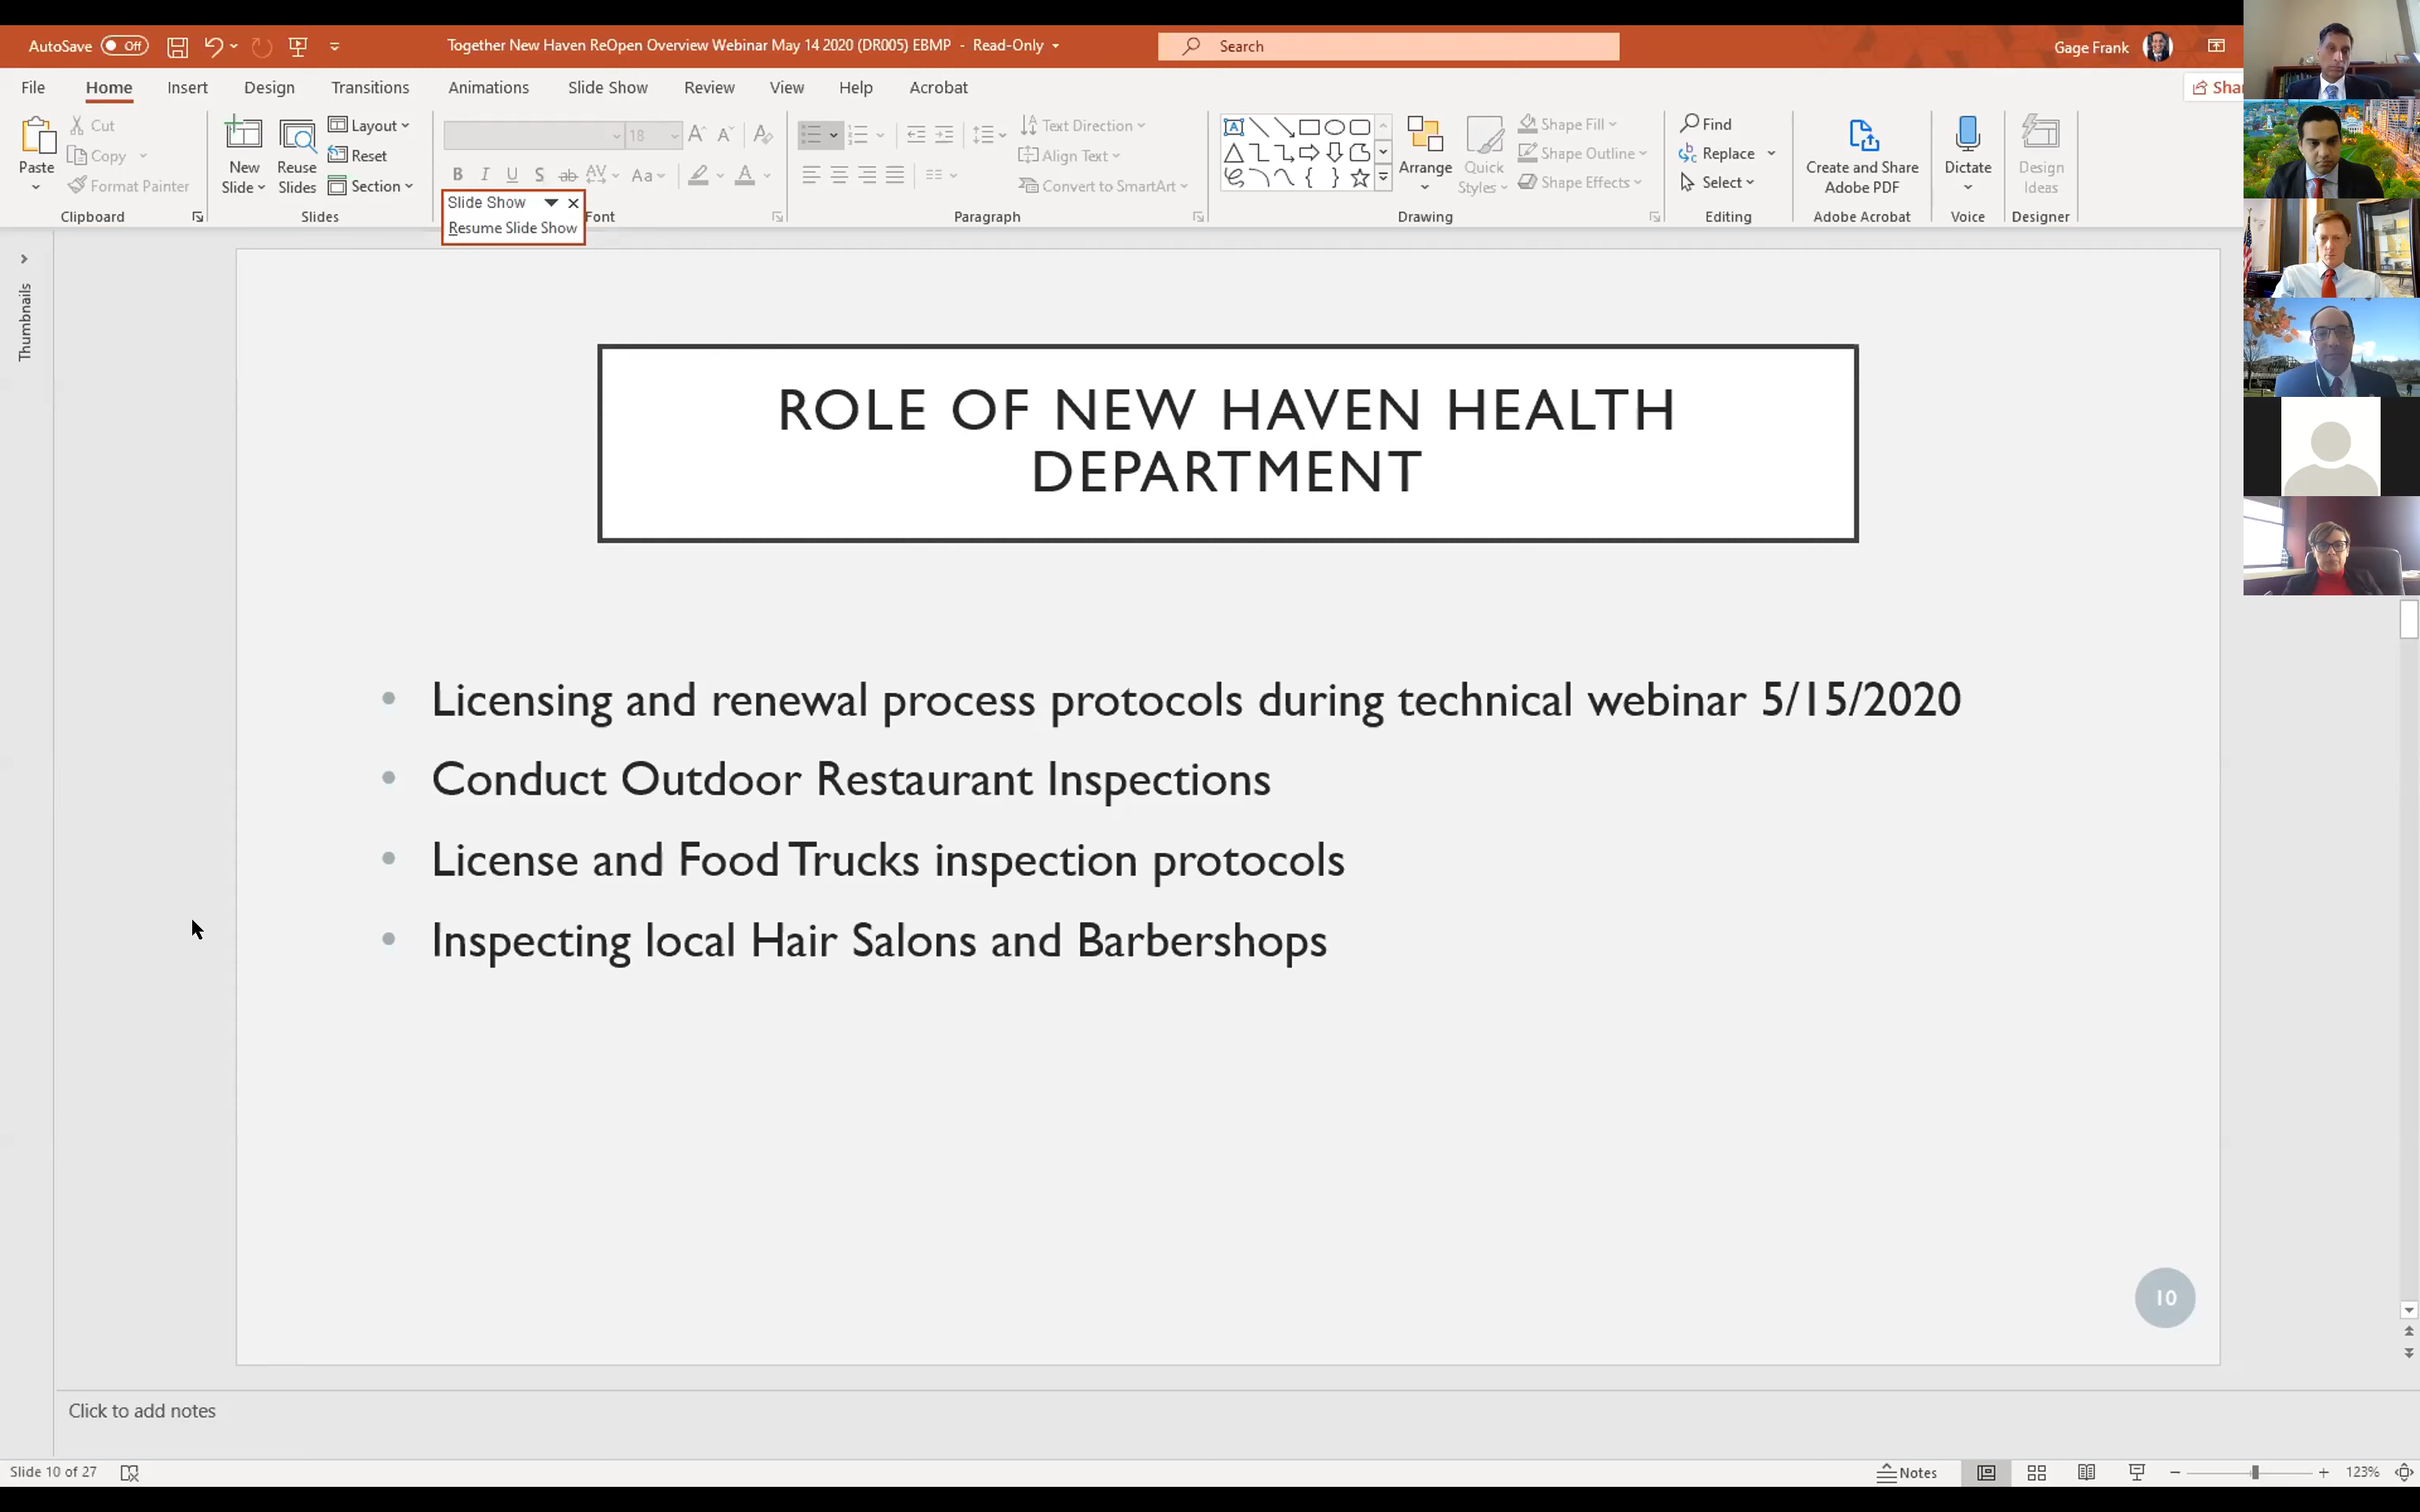 AutoSave Off
Together New Haven ReOpen Overview Webinar May 14 2020 (DR005) EBMP - Read-Only
Search
Gage Frank
File Home Insert Design Transitions Animations Slide Show Review View Help Acrobat
Paste
Cut
Copy
Format Painter
Clipboard
New Slide
Reuse Slides
Layout
Reset
Section
Slides
18
B I U S ab AV Aa A
Slide Show
Resume Slide Show
Font
Text Direction
Align Text
Convert to SmartArt
Paragraph
Arrange
Quick Styles
Shape Fill
Shape Outline
Shape Effects
Drawing
Find
Replace
Select
Editing
Create and Share
Adobe PDF
Adobe Acrobat
Dictate
Voice
Design Ideas
Designer
Thumbnails
ROLE OF NEW HAVEN HEALTH
DEPARTMENT
• Licensing and renewal process protocols during technical webinar 5/15/2020
• Conduct Outdoor Restaurant Inspections
• License and Food Trucks inspection protocols
• Inspecting local Hair Salons and Barbershops
10
Click to add notes
Slide 10 of 27
Notes
123%